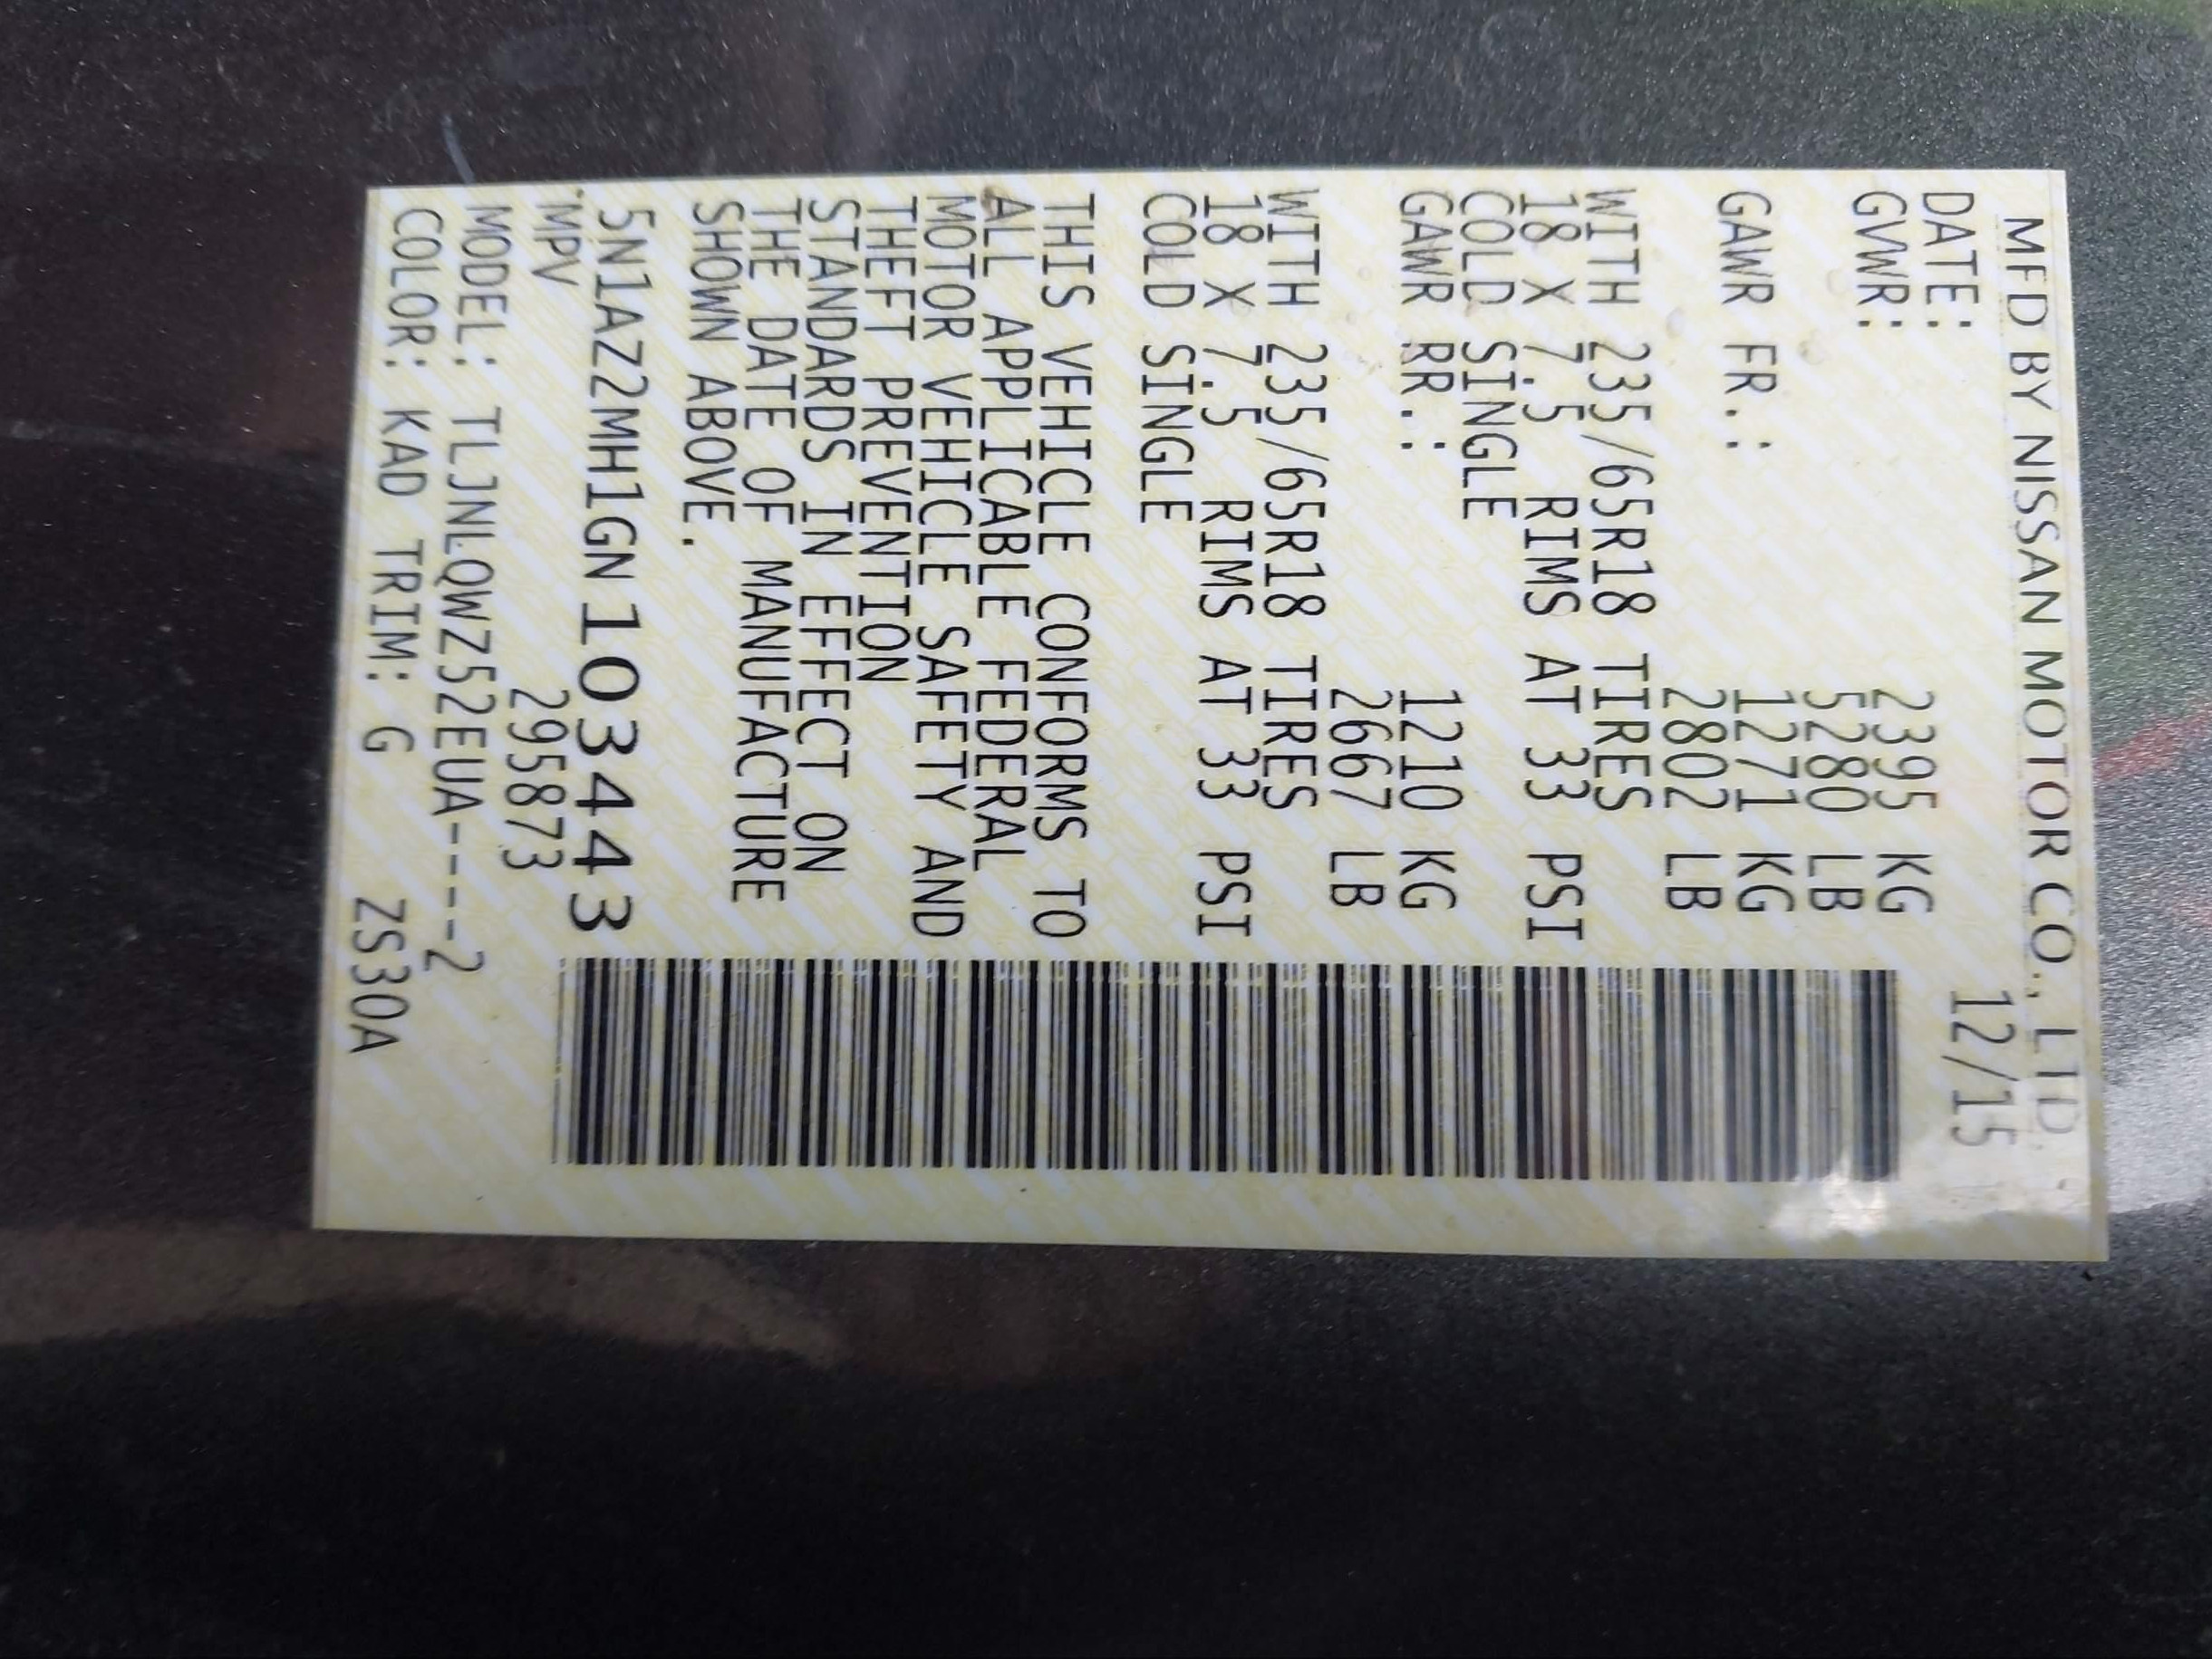 MFD BY NISSAN MOTOR CO., LTD
DATE: 12/15
GVWR: 2395 KG
5280 LB
GAWR FR.: 1271 KG
2802 LB
WITH 235/65R18 TIRES
18 X 7.5 RIMS AT 33 PSI
COLD SINGLE
GAWR RR.: 1210 KG
2667 LB
WITH 235/65R18 TIRES
18 X 7.5 RIMS AT 33 PSI
COLD SINGLE
THIS VEHICLE CONFORMS TO
ALL APPLICABLE FEDERAL
MOTOR VEHICLE SAFETY AND
THEFT PREVENTION
STANDARDS IN EFFECT ON
THE DATE OF MANUFACTURE
SHOWN ABOVE.
5N1AZ2MH1GN 103443
MPV 295873
MODEL: TLJNLQWZ52EUA----2
COLOR: KAD TRIM: G ZS30A